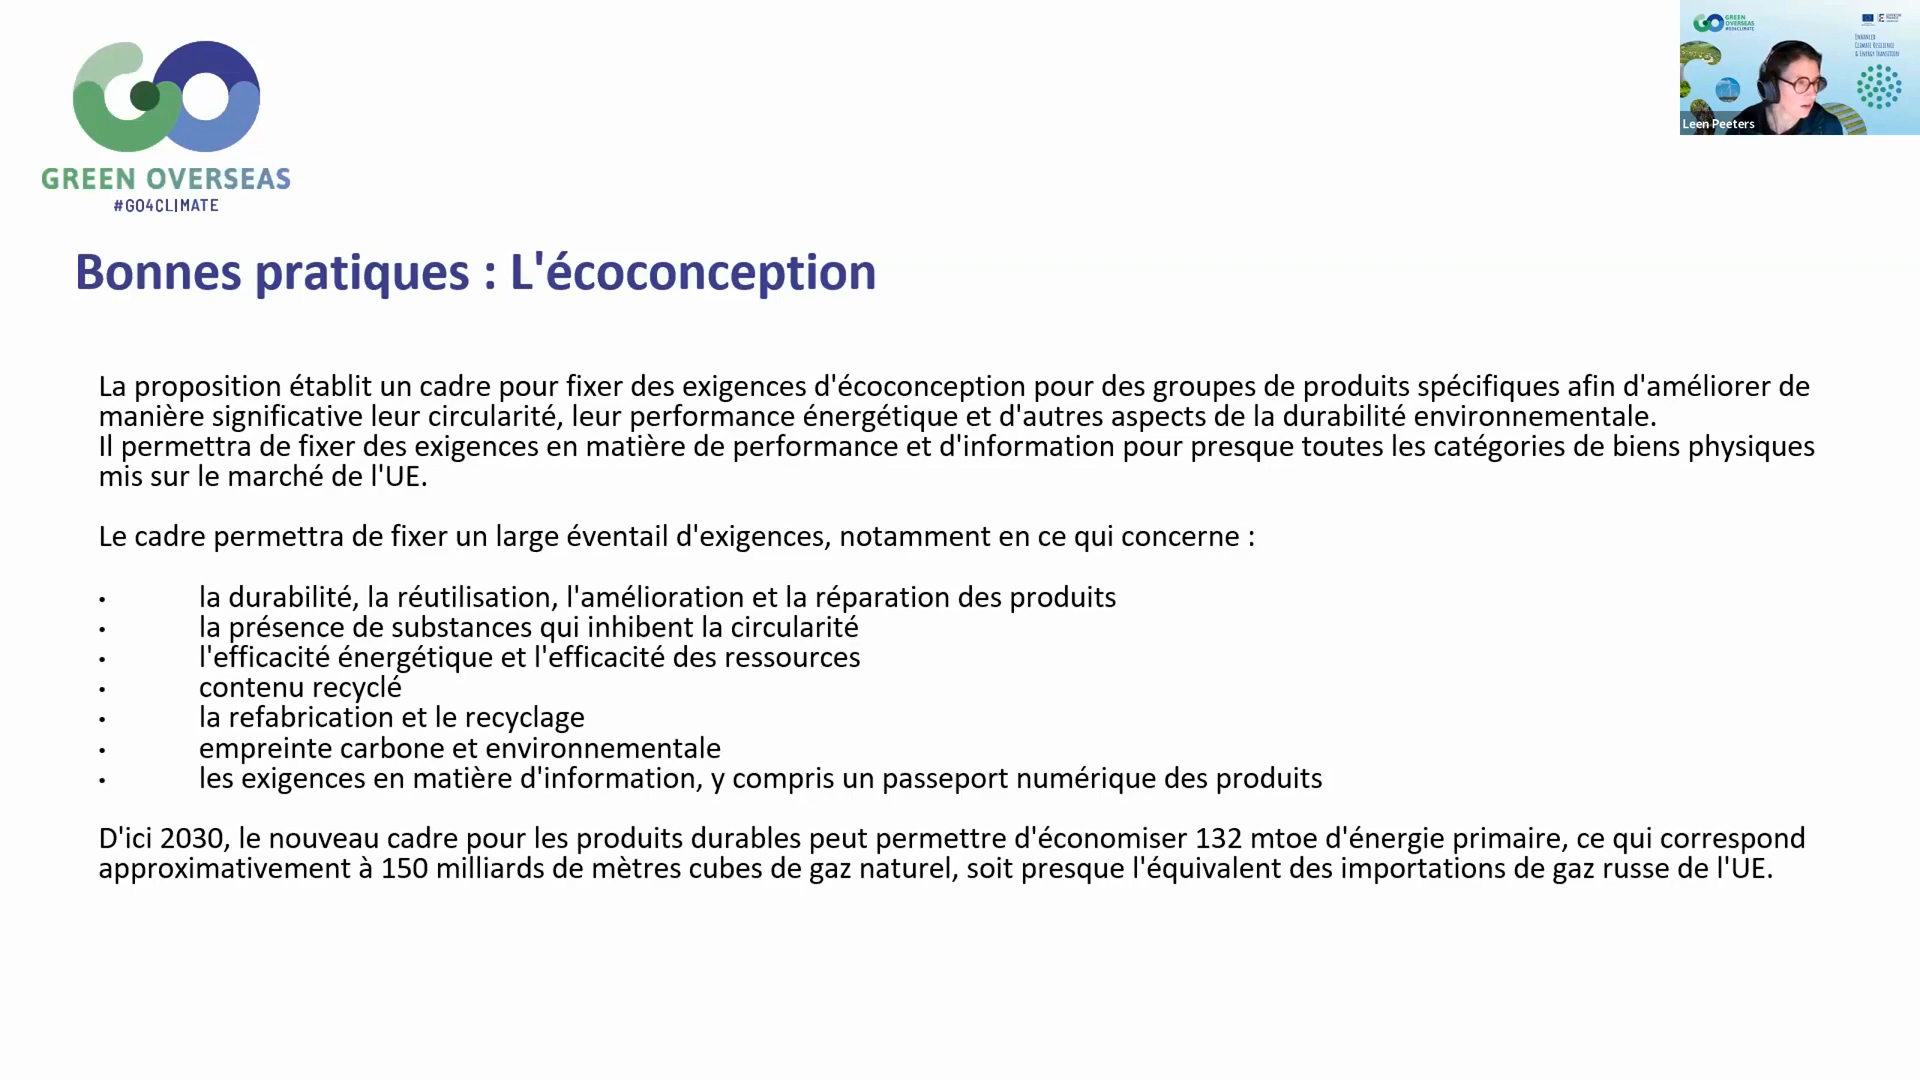 GREEN OVERSEAS
#GO4CLIMATE
GREEN
OVERSEAS
#GO4CLIMATE
ENHANCED
CLIMATE RESILIENCE
& ENERGY TRANSITION
Leen Peeters
Bonnes pratiques : L'écoconception
La proposition établit un cadre pour fixer des exigences d'écoconception pour des groupes de produits spécifiques afin d'améliorer de
manière significative leur circularité, leur performance énergétique et d'autres aspects de la durabilité environnementale.
Il permettra de fixer des exigences en matière de performance et d'information pour presque toutes les catégories de biens physiques
mis sur le marché de l'UE.
Le cadre permettra de fixer un large éventail d'exigences, notamment en ce qui concerne :
• la durabilité, la réutilisation, l'amélioration et la réparation des produits
• la présence de substances qui inhibent la circularité
• l'efficacité énergétique et l'efficacité des ressources
• contenu recyclé
• la refabrication et le recyclage
• empreinte carbone et environnementale
• les exigences en matière d'information, y compris un passeport numérique des produits
D'ici 2030, le nouveau cadre pour les produits durables peut permettre d'économiser 132 mtoe d'énergie primaire, ce qui correspond
approximativement à 150 milliards de mètres cubes de gaz naturel, soit presque l'équivalent des importations de gaz russe de l'UE.